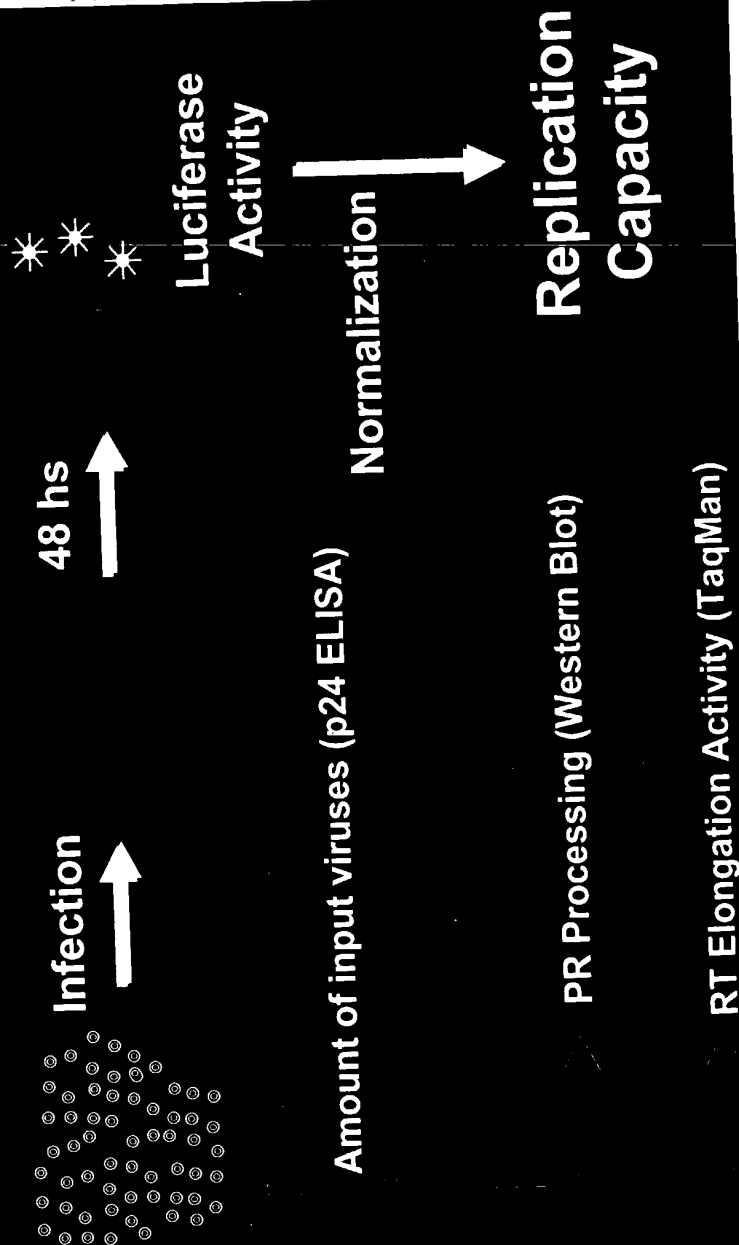 Infection
48 hs
Luciferase
Activity
Amount of input viruses (p24 ELISA)
Normalization
PR Processing (Western Blot)
Replication
Capacity
RT Elongation Activity (TaqMan)